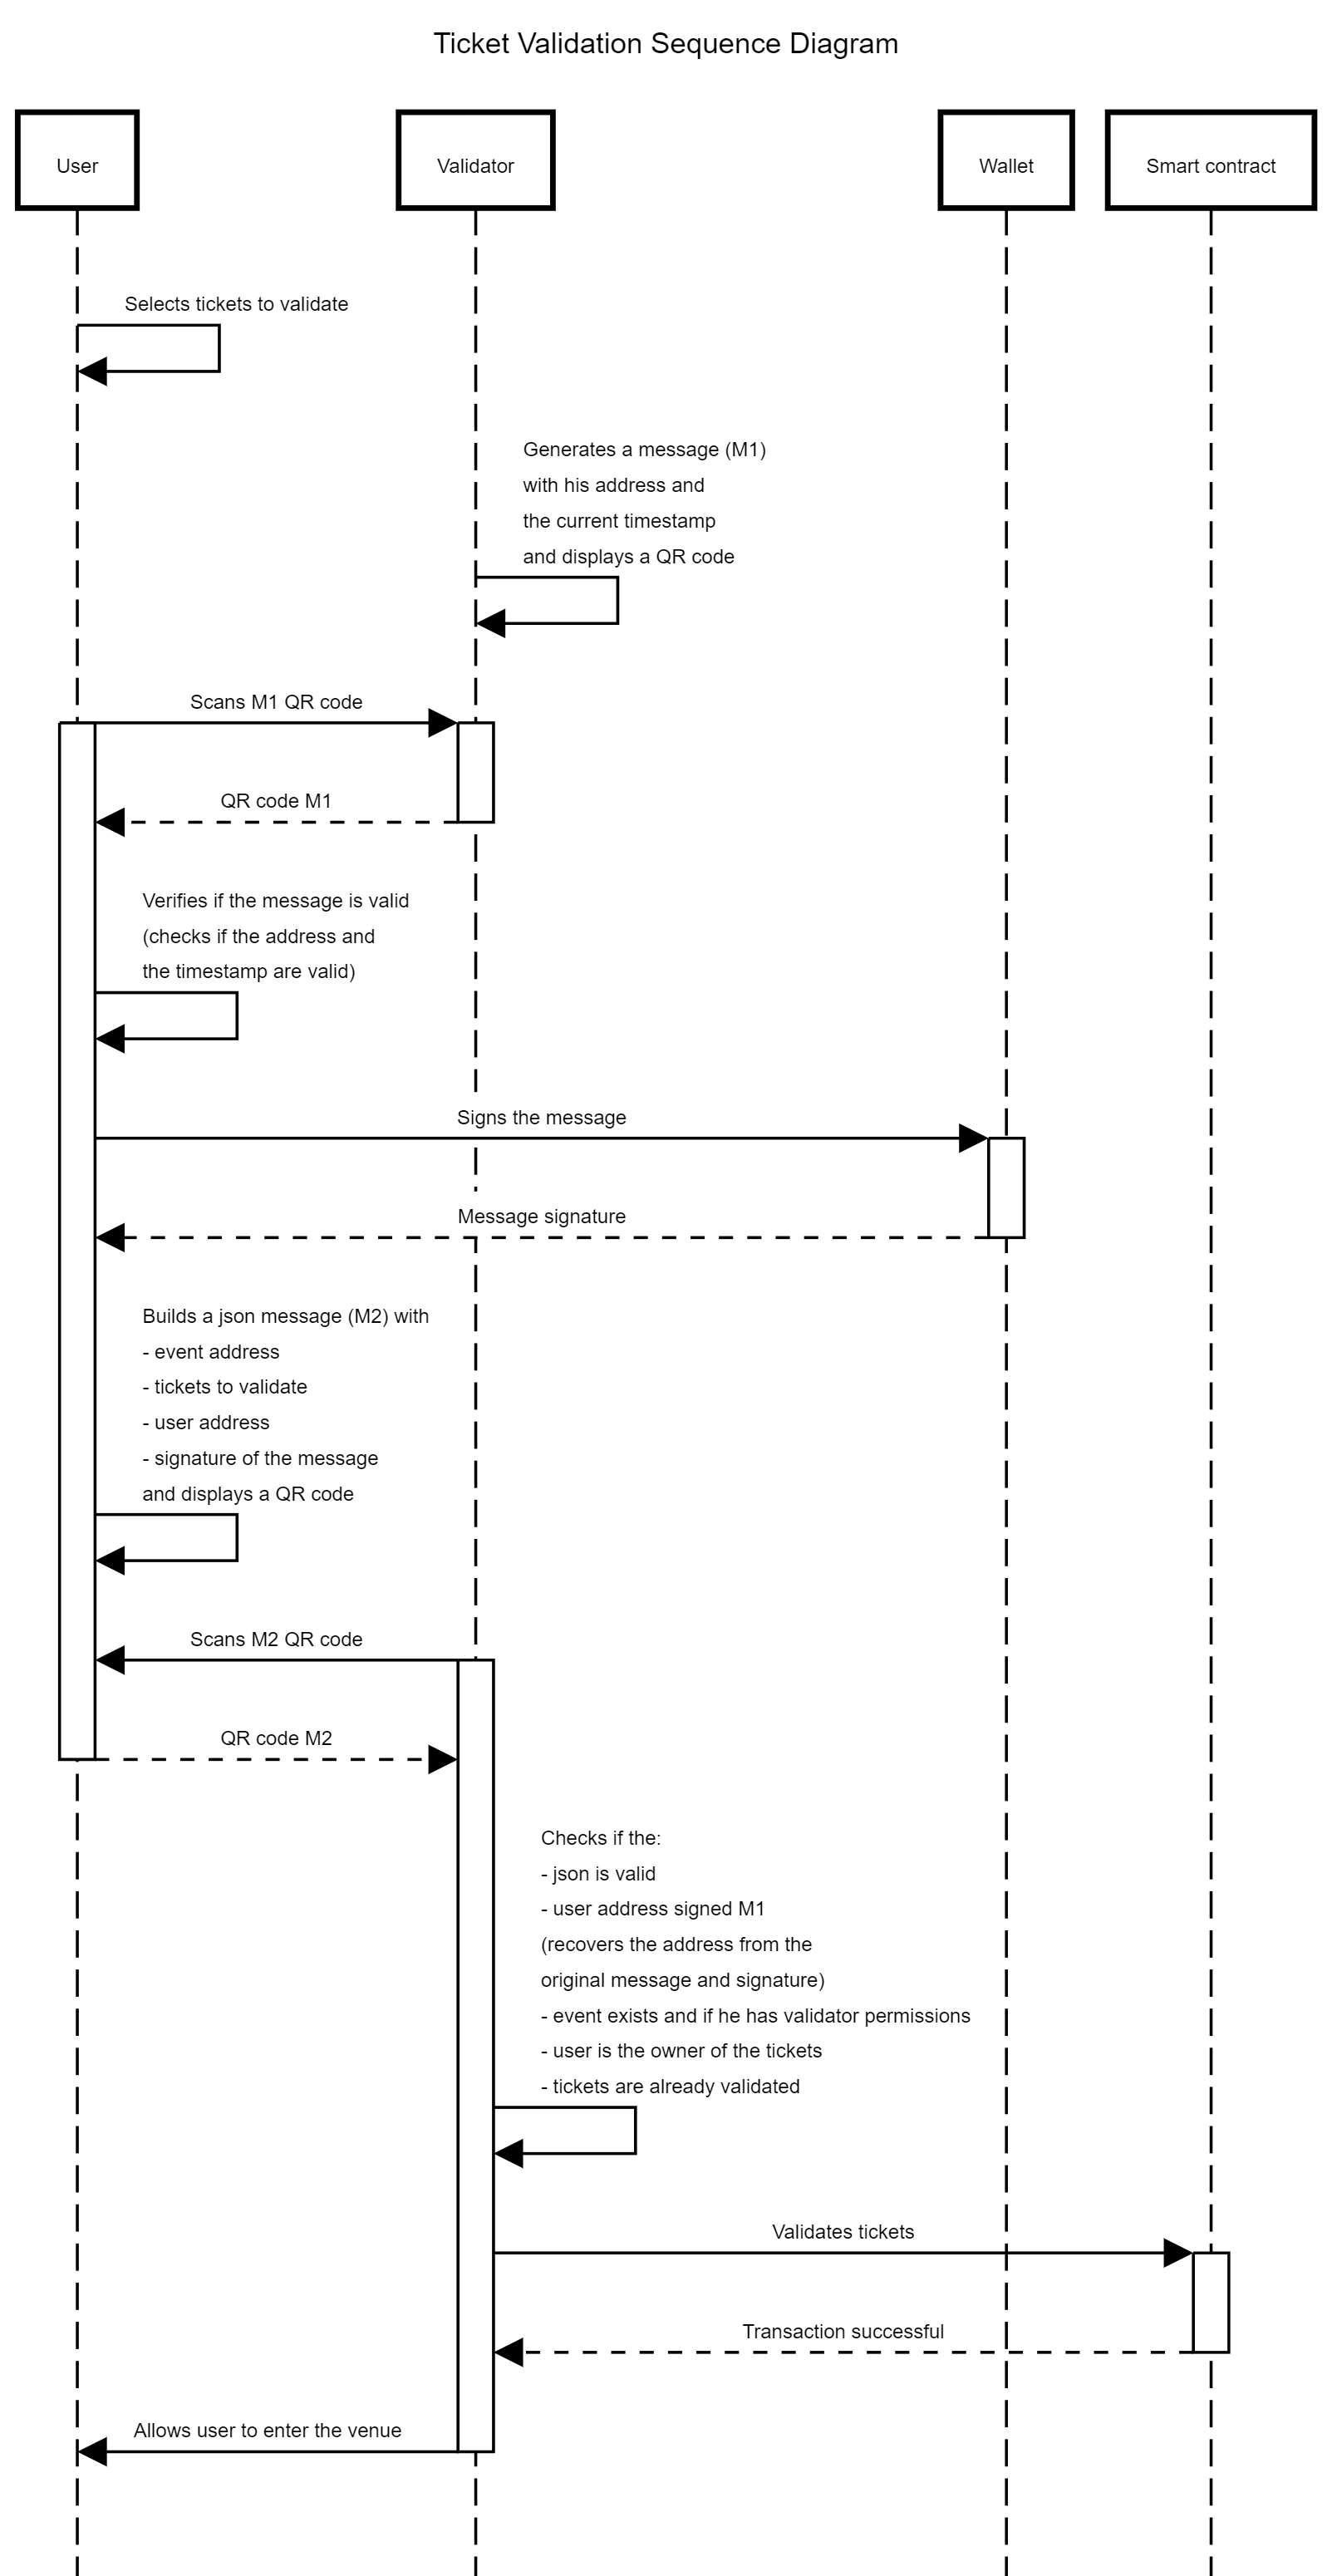 Ticket Validation Sequence Diagram
User
Validator
Wallet
Smart contract
Selects tickets to validate
Generates a message (M1)
with his address and
the current timestamp
and displays a QR code
Scans M1 QR code
QR code M1
Verifies if the message is valid
(checks if the address and
the timestamp are valid)
Signs the message
Message signature
Builds a json message (M2) with
- event address
- tickets to validate
- user address
- signature of the message
and displays a QR code
Scans M2 QR code
QR code M2
Checks if the:
- json is valid
- user address signed M1
(recovers the address from the
original message and signature)
- event exists and if he has validator permissions
- user is the owner of the tickets
- tickets are already validated
Validates tickets
Transaction successful
Allows user to enter the venue